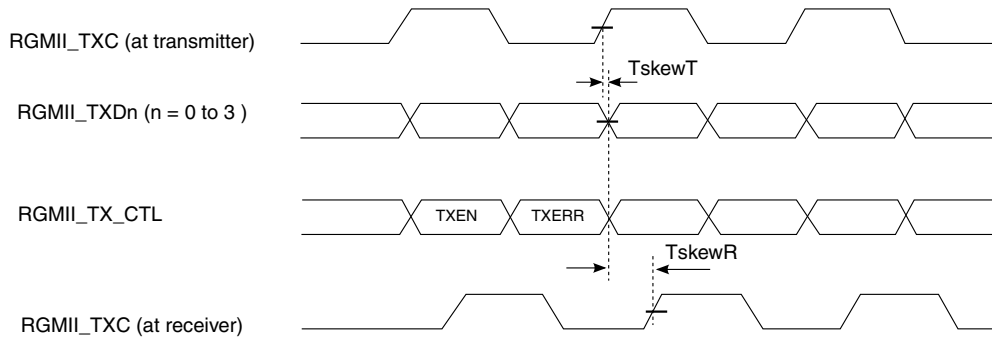 RGMII_TXC (at transmitter)
TskewT
RGMII_TXDn (n = 0 to 3 )
RGMII_TX_CTL
TXEN
TXERR
TskewR
RGMII_TXC (at receiver)